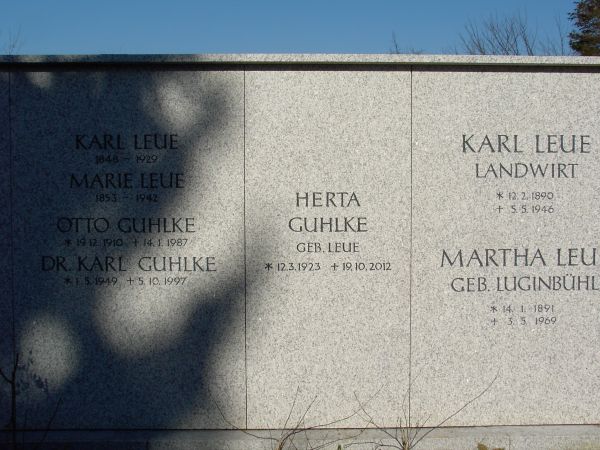 KARL LEUE
1848 – 1929
MARIE LEUE
1853 – 1942
OTTO GUHLKE
* 19.12.1910 + 14.1.1987
DR. KARL GUHLKE
* 1.5.1949 + 5.10.1997
HERTA
GUHLKE
GEB. LEUE
* 12.3.1923 + 19.10.2012
KARL LEUE
LANDWIRT
* 12.2.1890
+ 5.5.1946
MARTHA LEU
GEB. LUGINBÜHL
* 14.1.1891
+ 3.5.1969